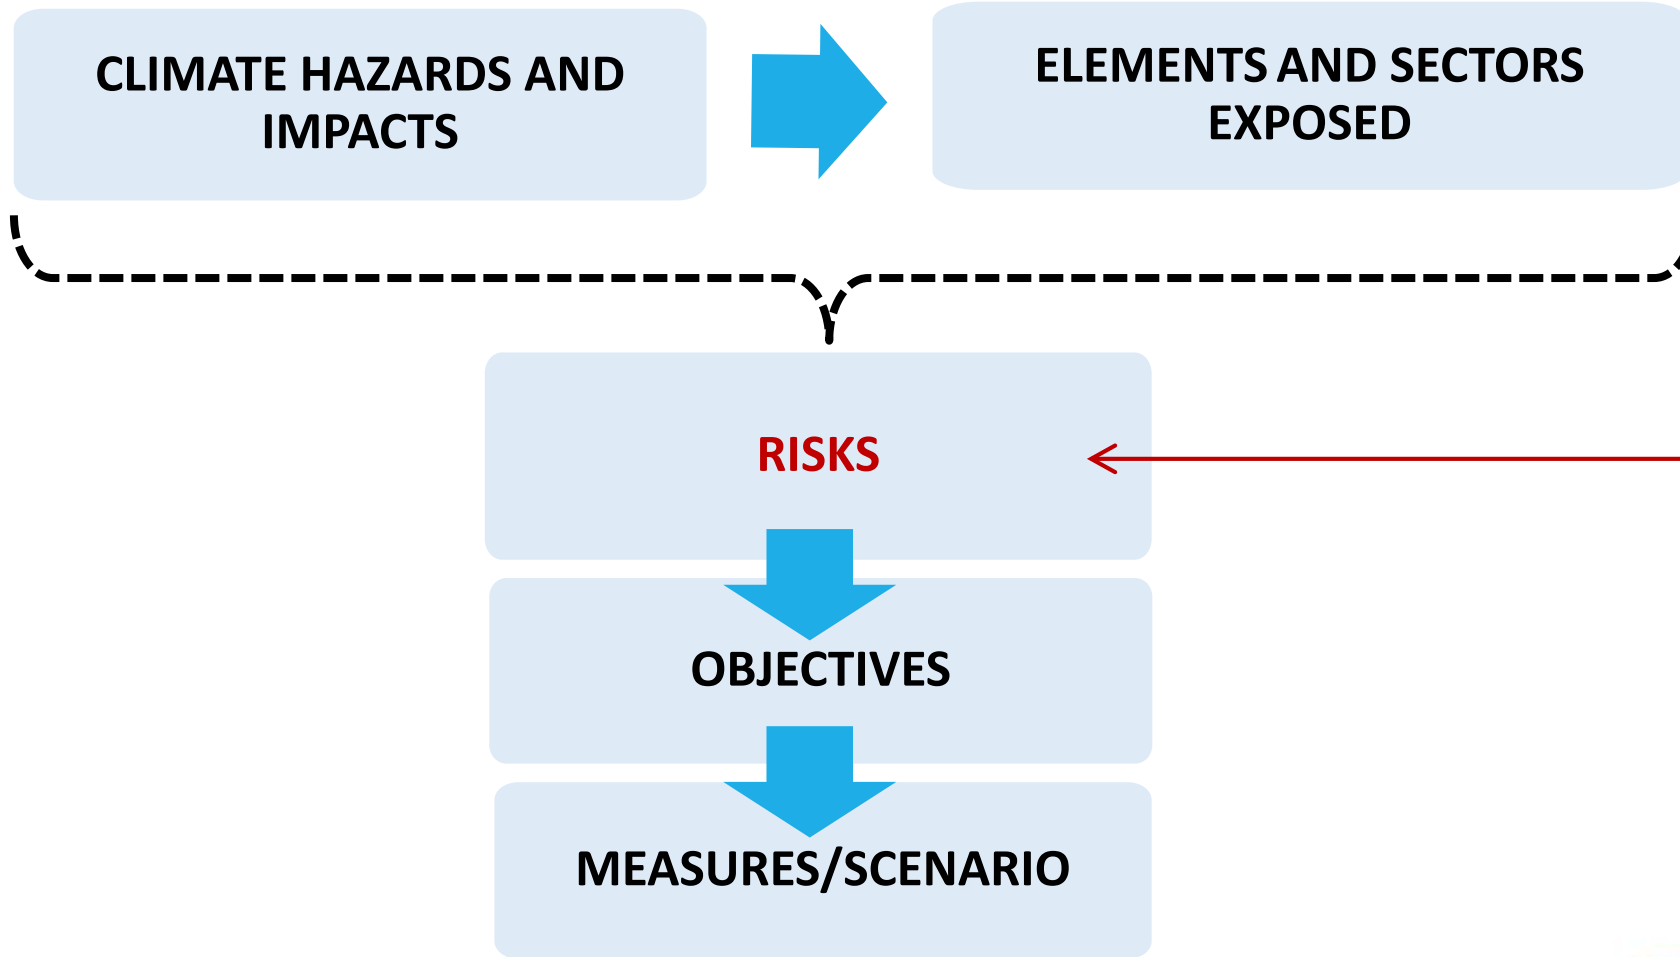 CLIMATE HAZARDS AND
IMPACTS
ELEMENTS AND SECTORS
EXPOSED
RISKS
OBJECTIVES
MEASURES/SCENARIO